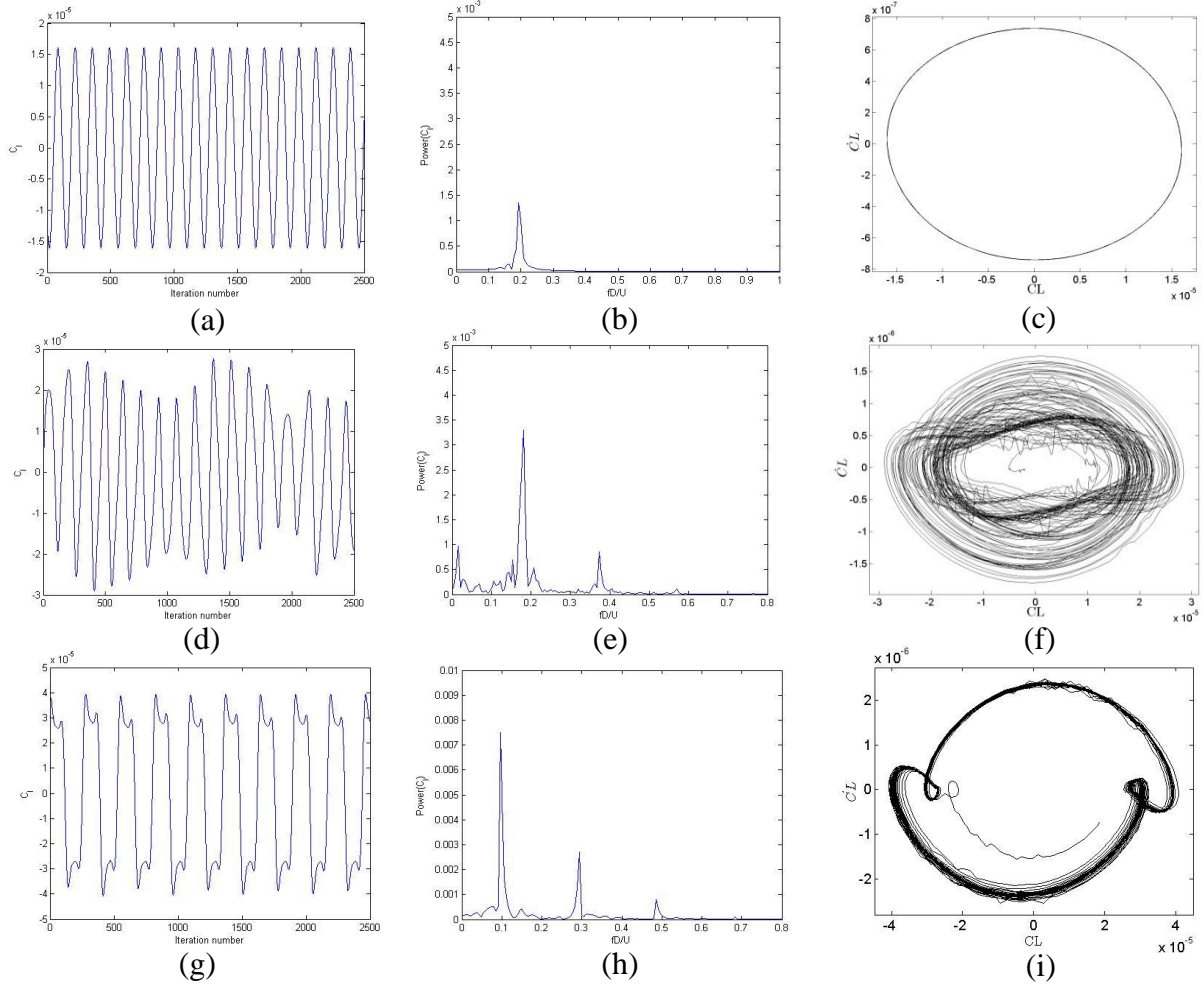 x 10⁻⁵
2
1.5
1
0.5
0
-0.5
-1
-1.5
-2
0 500 1000 1500 2000 2500
Iteration number
C_l
(a)
x 10⁻³
5
4.5
4
3.5
3
2.5
2
1.5
1
0.5
0
0 0.1 0.2 0.3 0.4 0.5 0.6 0.7 0.8 0.9 1
fD/U
Power(C_l)
(b)
x 10⁻⁷
8
6
4
2
0
-2
-4
-6
-8
-1.5 -1 -0.5 0 0.5 1 1.5
x 10⁻⁵
CL
ĊL
(c)
x 10⁻⁵
3
2
1
0
-1
-2
-3
0 500 1000 1500 2000 2500
Iteration number
C_l
(d)
x 10⁻³
5
4.5
4
3.5
3
2.5
2
1.5
1
0.5
0
0 0.1 0.2 0.3 0.4 0.5 0.6 0.7 0.8
fD/U
Power(C_l)
(e)
x 10⁻⁶
1.5
1
0.5
0
-0.5
-1
-1.5
-3 -2 -1 0 1 2 3
x 10⁻⁵
CL
ĊL
(f)
x 10⁻⁵
5
4
3
2
1
0
-1
-2
-3
-4
-5
0 500 1000 1500 2000 2500
Iteration number
C_l
(g)
0.01
0.009
0.008
0.007
0.006
0.005
0.004
0.003
0.002
0.001
0
0 0.1 0.2 0.3 0.4 0.5 0.6 0.7 0.8
fD/U
Power(C_l)
(h)
x 10⁻⁶
2
1
0
-1
-2
-4 -2 0 2 4
x 10⁻⁵
CL
ĊL
(i)